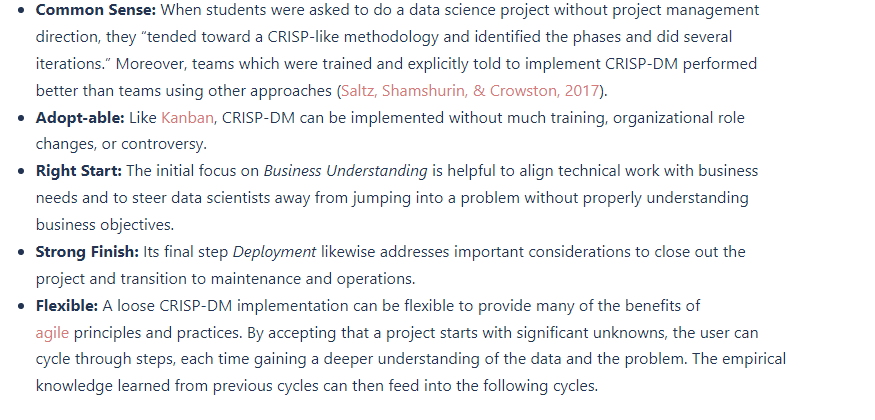 • Common Sense: When students were asked to do a data science project without project management
direction, they “tended toward a CRISP-like methodology and identified the phases and did several
iterations.” Moreover, teams which were trained and explicitly told to implement CRISP-DM performed
better than teams using other approaches (Saltz, Shamshurin, & Crowston, 2017).
• Adopt-able: Like Kanban, CRISP-DM can be implemented without much training, organizational role
changes, or controversy.
• Right Start: The initial focus on Business Understanding is helpful to align technical work with business
needs and to steer data scientists away from jumping into a problem without properly understanding
business objectives.
• Strong Finish: Its final step Deployment likewise addresses important considerations to close out the
project and transition to maintenance and operations.
• Flexible: A loose CRISP-DM implementation can be flexible to provide many of the benefits of
agile principles and practices. By accepting that a project starts with significant unknowns, the user can
cycle through steps, each time gaining a deeper understanding of the data and the problem. The empirical
knowledge learned from previous cycles can then feed into the following cycles.